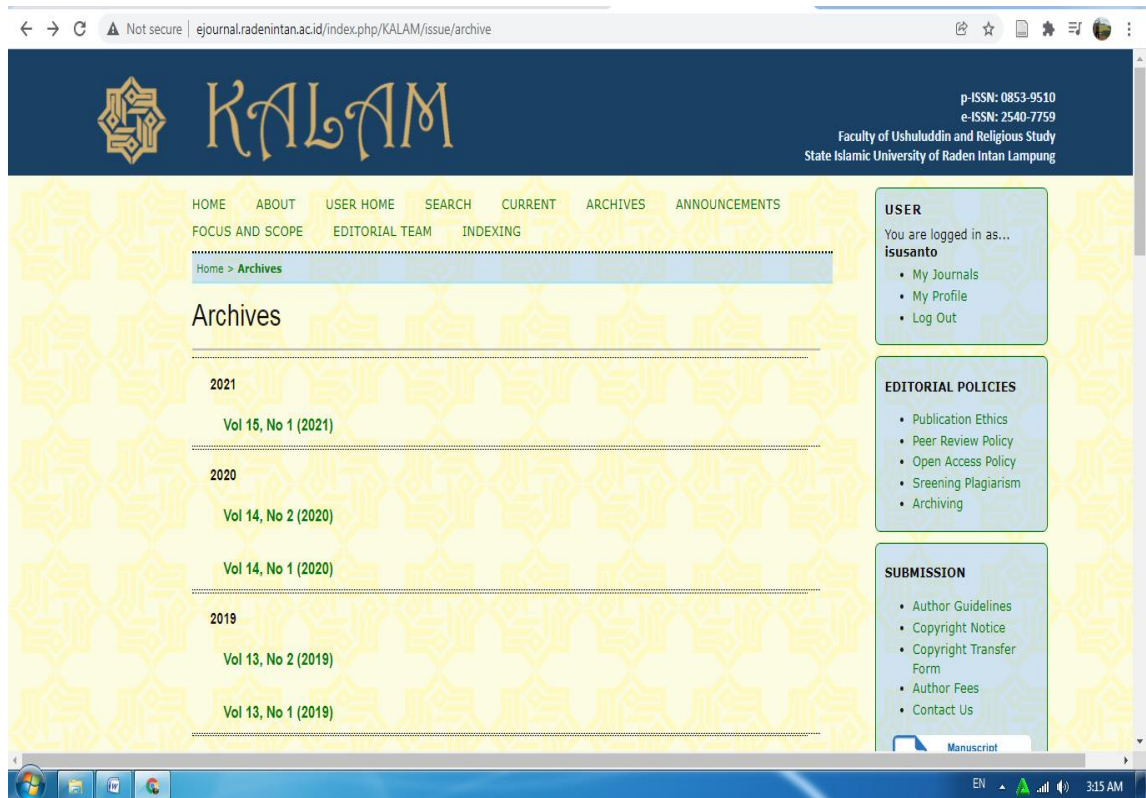 Not secure
ejournal.radenintan.ac.id/index.php/KALAM/issue/archive
KALAM
p-ISSN: 0853-9510
e-ISSN: 2540-7759
Faculty of Ushuluddin and Religious Study
State Islamic University of Raden Intan Lampung
HOME ABOUT USER HOME SEARCH CURRENT ARCHIVES ANNOUNCEMENTS
FOCUS AND SCOPE EDITORIAL TEAM INDEXING
Home > Archives
Archives
2021
Vol 15, No 1 (2021)
2020
Vol 14, No 2 (2020)
Vol 14, No 1 (2020)
2019
Vol 13, No 2 (2019)
Vol 13, No 1 (2019)
USER
You are logged in as...
isusanto
• My Journals
• My Profile
• Log Out
EDITORIAL POLICIES
• Publication Ethics
• Peer Review Policy
• Open Access Policy
• Sreening Plagiarism
• Archiving
SUBMISSION
• Author Guidelines
• Copyright Notice
• Copyright Transfer
Form
• Author Fees
• Contact Us
Manuscript
EN
3:15 AM